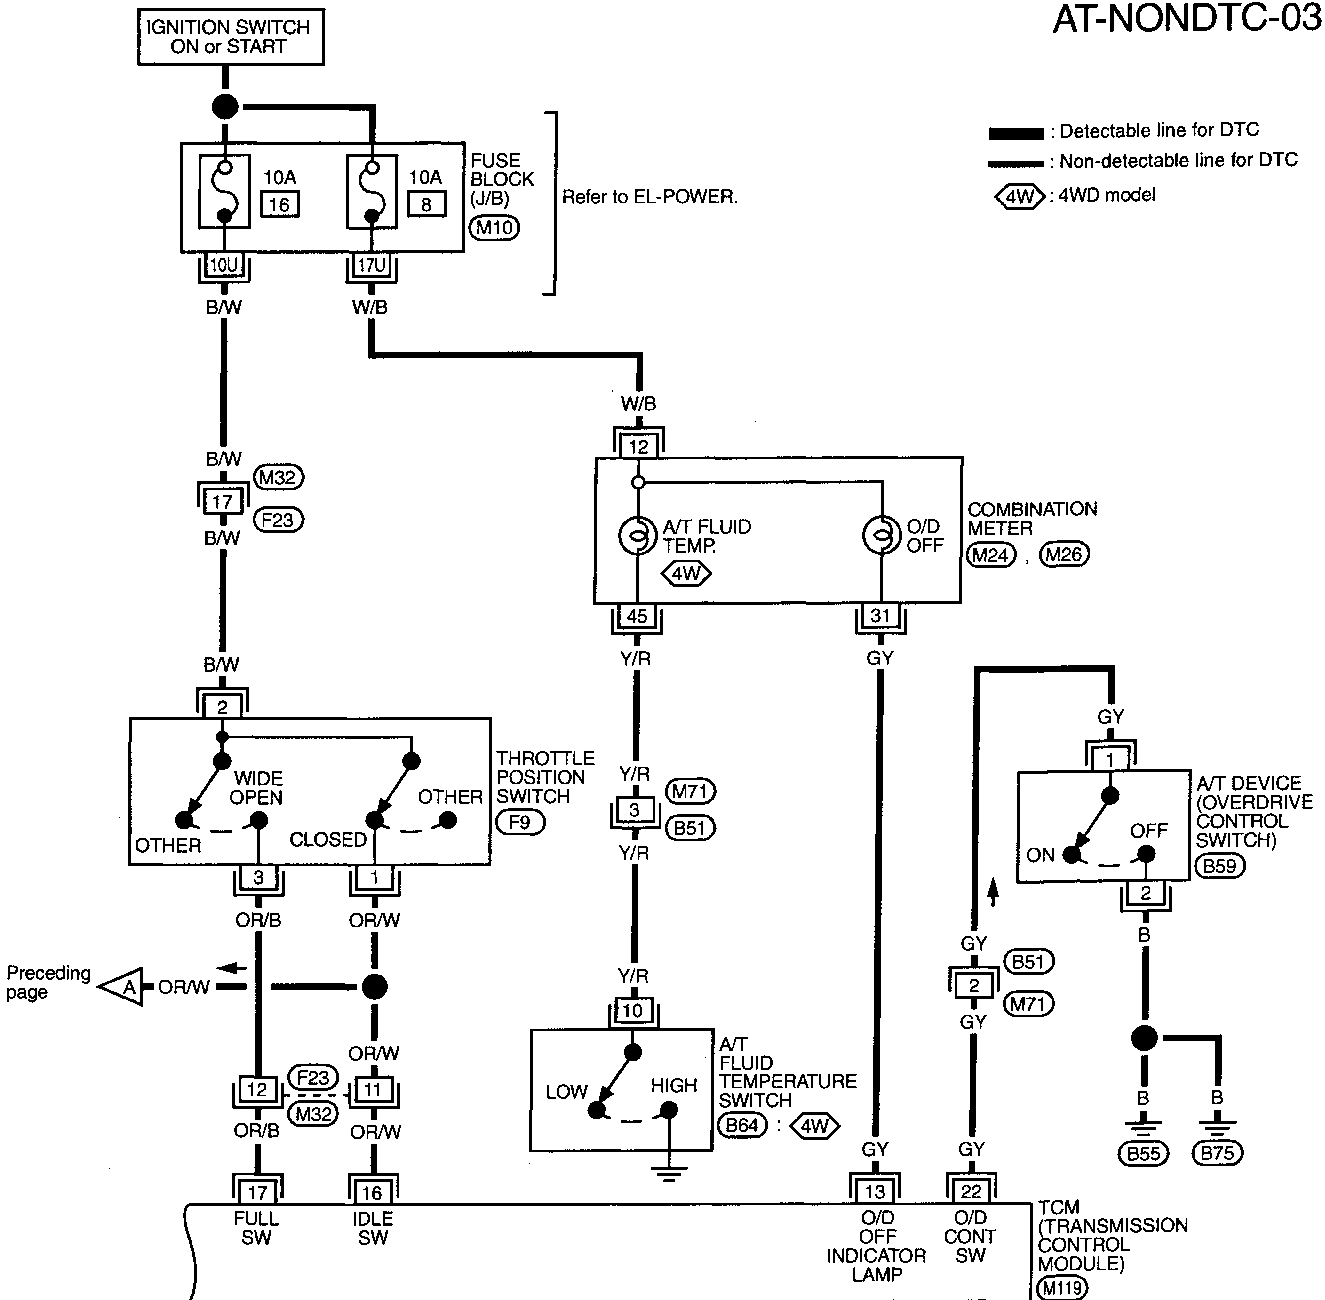 AT-NONDTC-03
IGNITION SWITCH
ON or START
: Detectable line for DTC
: Non-detectable line for DTC
4W : 4WD model
10A
16
10A
8
FUSE
BLOCK
(J/B)
M10
Refer to EL-POWER.
10U
17U
B/W
W/B
W/B
12
B/W
M32
17
F23
B/W
A/T FLUID
TEMP.
4W
O/D
OFF
COMBINATION
METER
M24 , M26
45
31
Y/R
GY
B/W
2
WIDE
OPEN
OTHER
CLOSED
OTHER
THROTTLE
POSITION
SWITCH
F9
3
1
OR/B
OR/W
Y/R
M71
3
B51
Y/R
GY
1
ON
OFF
A/T DEVICE
(OVERDRIVE
CONTROL
SWITCH)
B59
2
B
Preceding
page
A
OR/W
Y/R
10
GY
B51
2
M71
GY
OR/W
12
F23
11
M32
OR/B
OR/W
LOW
HIGH
A/T
FLUID
TEMPERATURE
SWITCH
B64 : 4W
B
B
B55
B75
GY
GY
17
16
13
22
FULL
SW
IDLE
SW
O/D
OFF
INDICATOR
LAMP
O/D
CONT
SW
TCM
(TRANSMISSION
CONTROL
MODULE)
M119